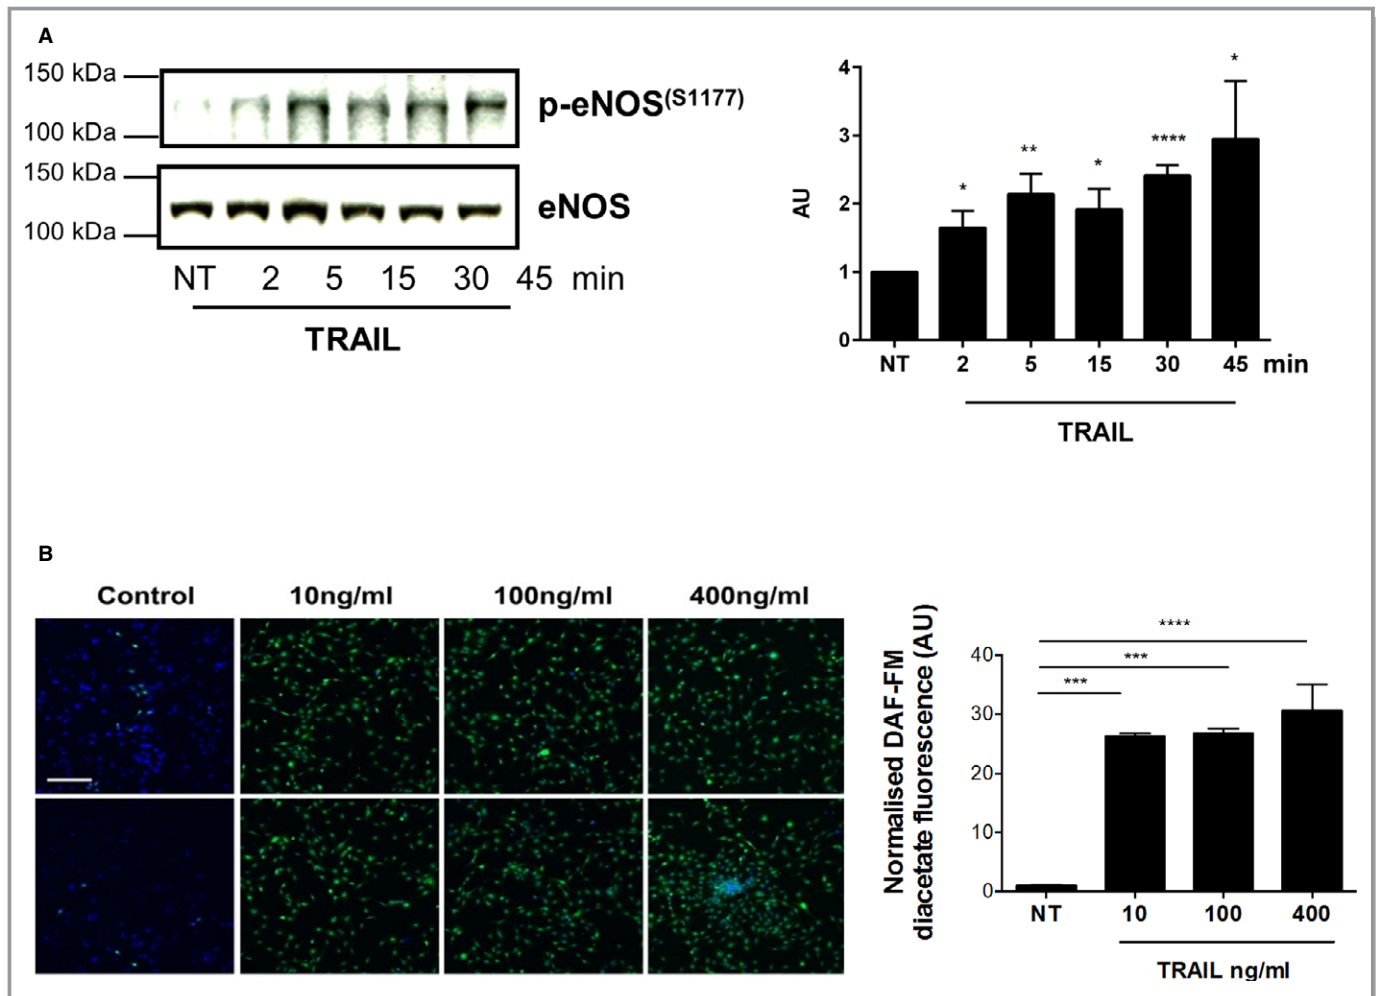 A
150 kDa
100 kDa
p-eNOS(S1177)
150 kDa
100 kDa
eNOS
NT 2 5 15 30 45 min
TRAIL
AU
4
3
2
1
0
* ** * **** *
NT 2 5 15 30 45 min
TRAIL
B
Control 10ng/ml 100ng/ml 400ng/ml
Normalised DAF-FM
diacetate fluorescence (AU)
40
30
20
10
0
****
***
***
NT 10 100 400
TRAIL ng/ml